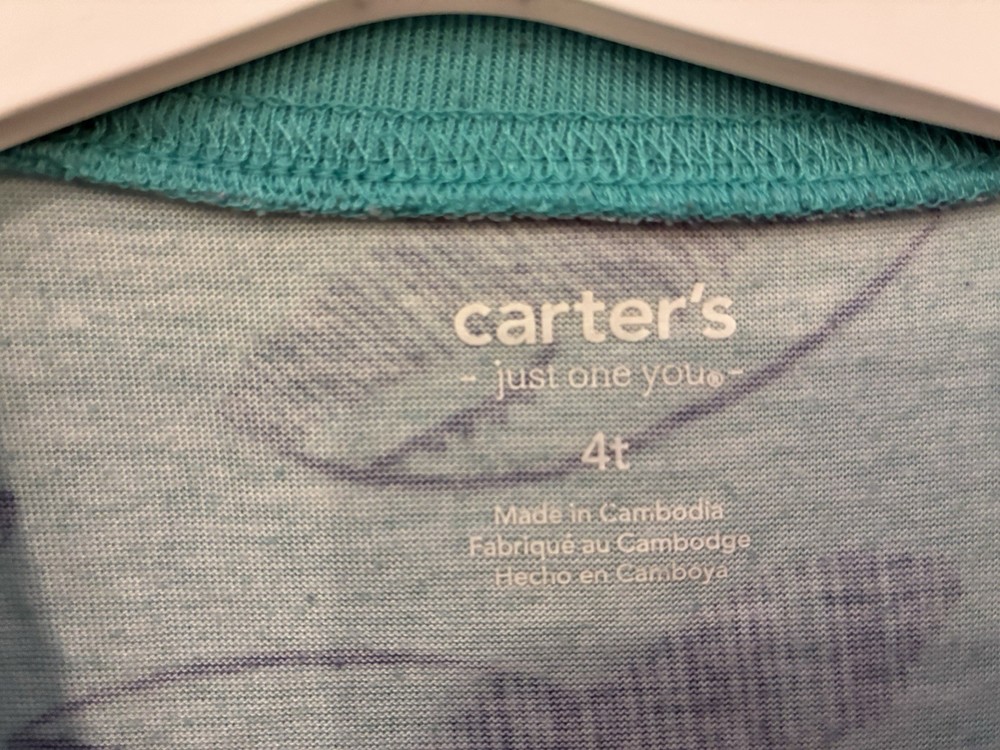 carter's
- just one you® -
4t
Made in Cambodia
Fabriqué au Cambodge
Hecho en Camboya